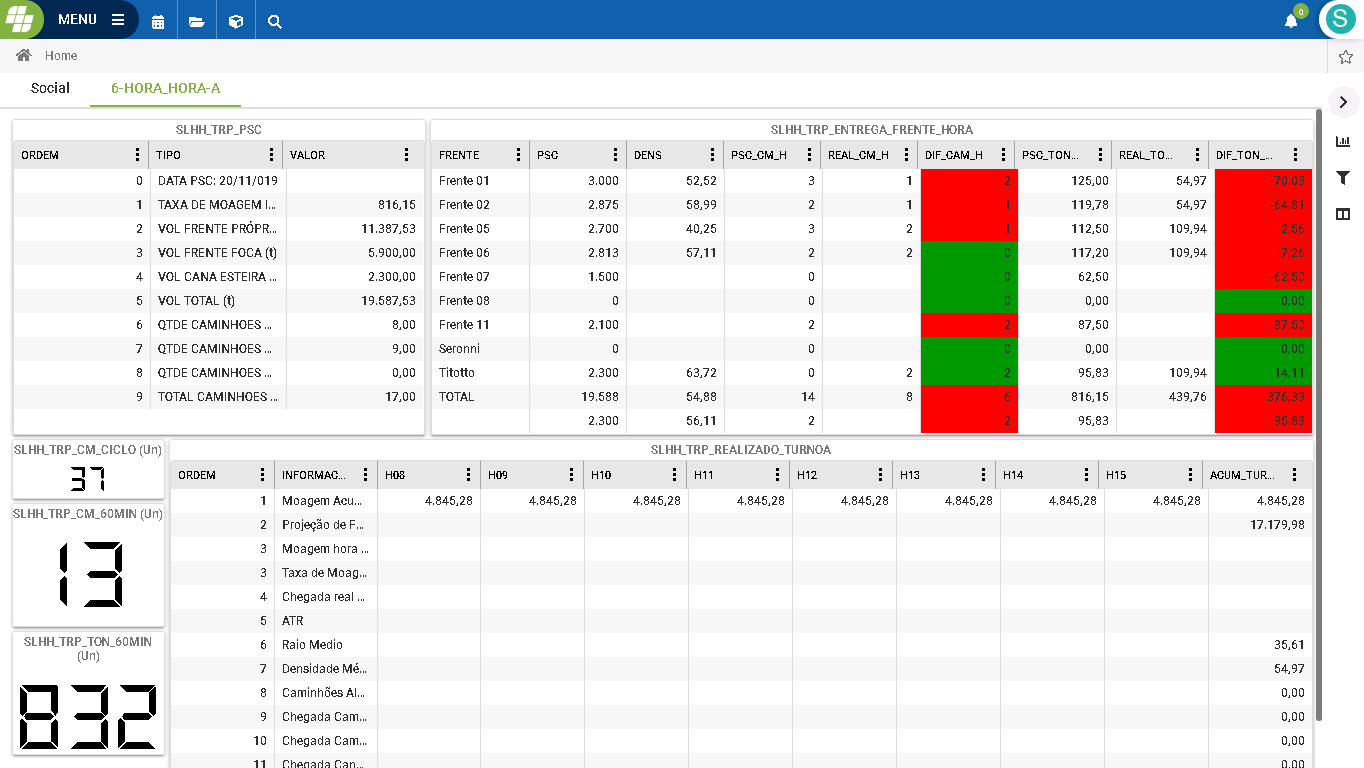 MENU
0
S
Home
Social 6-HORA_HORA-A
SLHH_TRP_PSC
ORDEM TIPO VALOR
0 DATA PSC: 20/11/019
1 TAXA DE MOAGEM I... 816,15
2 VOL FRENTE PRÓPR... 11.387,53
3 VOL FRENTE FOCA (t) 5.900,00
4 VOL CANA ESTEIRA ... 2.300,00
5 VOL TOTAL (t) 19.587,53
6 QTDE CAMINHOES ... 8,00
7 QTDE CAMINHOES ... 9,00
8 QTDE CAMINHOES ... 0,00
9 TOTAL CAMINHOES ... 17,00
SLHH_TRP_ENTREGA_FRENTE_HORA
FRENTE PSC DENS PSC_CM_H REAL_CM_H DIF_CAM_H PSC_TON... REAL_TO... DIF_TON_...
Frente 01 3.000 52,52 3 1 -2 125,00 54,97 -70,03
Frente 02 2.875 58,99 2 1 -1 119,78 54,97 -64,81
Frente 05 2.700 40,25 3 2 -1 112,50 109,94 -2,56
Frente 06 2.813 57,11 2 2 0 117,20 109,94 -7,26
Frente 07 1.500 0 0 62,50 -62,50
Frente 08 0 0 0 0,00 0,00
Frente 11 2.100 2 -2 87,50 -87,50
Seronni 0 0 0 0,00 0,00
Titotto 2.300 63,72 0 2 2 95,83 109,94 14,11
TOTAL 19.588 54,88 14 8 -6 816,15 439,76 -376,39
2.300 56,11 2 -2 95,83 -95,83
SLHH_TRP_CM_CICLO (Un)
37
SLHH_TRP_CM_60MIN (Un)
13
SLHH_TRP_TON_60MIN
(Un)
832
SLHH_TRP_REALIZADO_TURNOA
ORDEM INFORMAC... H08 H09 H10 H11 H12 H13 H14 H15 ACUM_TUR...
1 Moagem Acu... 4.845,28 4.845,28 4.845,28 4.845,28 4.845,28 4.845,28 4.845,28 4.845,28 4.845,28
2 Projeção de F... 17.179,98
3 Moagem hora ...
3 Taxa de Moag...
4 Chegada real ...
5 ATR
6 Raio Medio 35,61
7 Densidade Mé... 54,97
8 Caminhões Al... 0,00
9 Chegada Cam... 0,00
10 Chegada Cam... 0,00
11 Chegada Can... 0,00